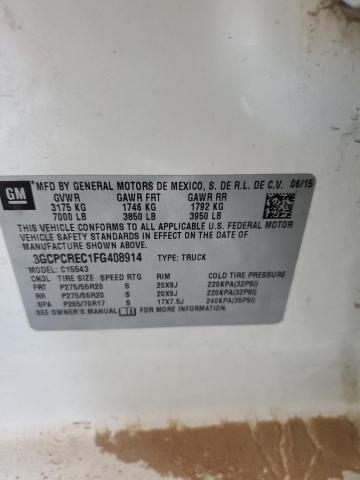 GM
MFD BY GENERAL MOTORS DE MEXICO, S. DE R.L. DE C.V. 06/15
GVWR GAWR FRT GAWR RR
3175 KG 1746 KG 1792 KG
7000 LB 3850 LB 3950 LB
THIS VEHICLE CONFORMS TO ALL APPLICABLE U.S. FEDERAL MOTOR
VEHICLE SAFETY AND THEFT PREVENTION STANDARDS IN EFFECT
ON THE DATE OF MANUFACTURE SHOWN ABOVE.
3GCPCREC1FG408914 TYPE: TRUCK
MODEL: C15543
CN3L TIRE SIZE SPEED RTG RIM COLD TIRE PRESSURE
FRT P275/55R20 S 20X9J 220KPA(32PSI)
RR P275/55R20 S 20X9J 220KPA(32PSI)
SPA P265/70R17 S 17X7.5J 240KPA(35PSI)
SEE OWNER'S MANUAL FOR MORE INFORMATION.